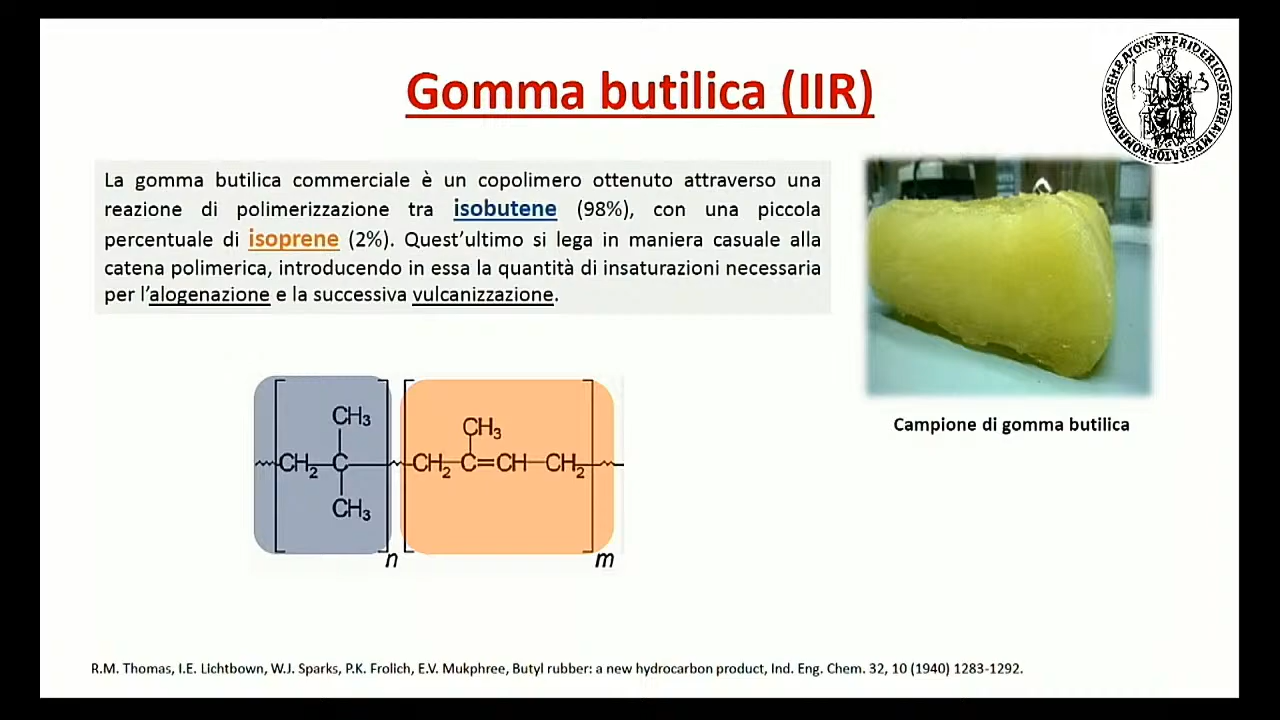 Gomma butilica (IIR)
La gomma butilica commerciale è un copolimero ottenuto attraverso una
reazione di polimerizzazione tra isobutene (98%), con una piccola
percentuale di isoprene (2%). Quest'ultimo si lega in maniera casuale alla
catena polimerica, introducendo in essa la quantità di insaturazioni necessaria
per l'alogenazione e la successiva vulcanizzazione.
Campione di gomma butilica
CH3
CH2 C
CH3
n
CH3
CH2 C=CH CH2
m
R.M. Thomas, I.E. Lichtbown, W.J. Sparks, P.K. Frolich, E.V. Mukphree, Butyl rubber: a new hydrocarbon product, Ind. Eng. Chem. 32, 10 (1940) 1283-1292.